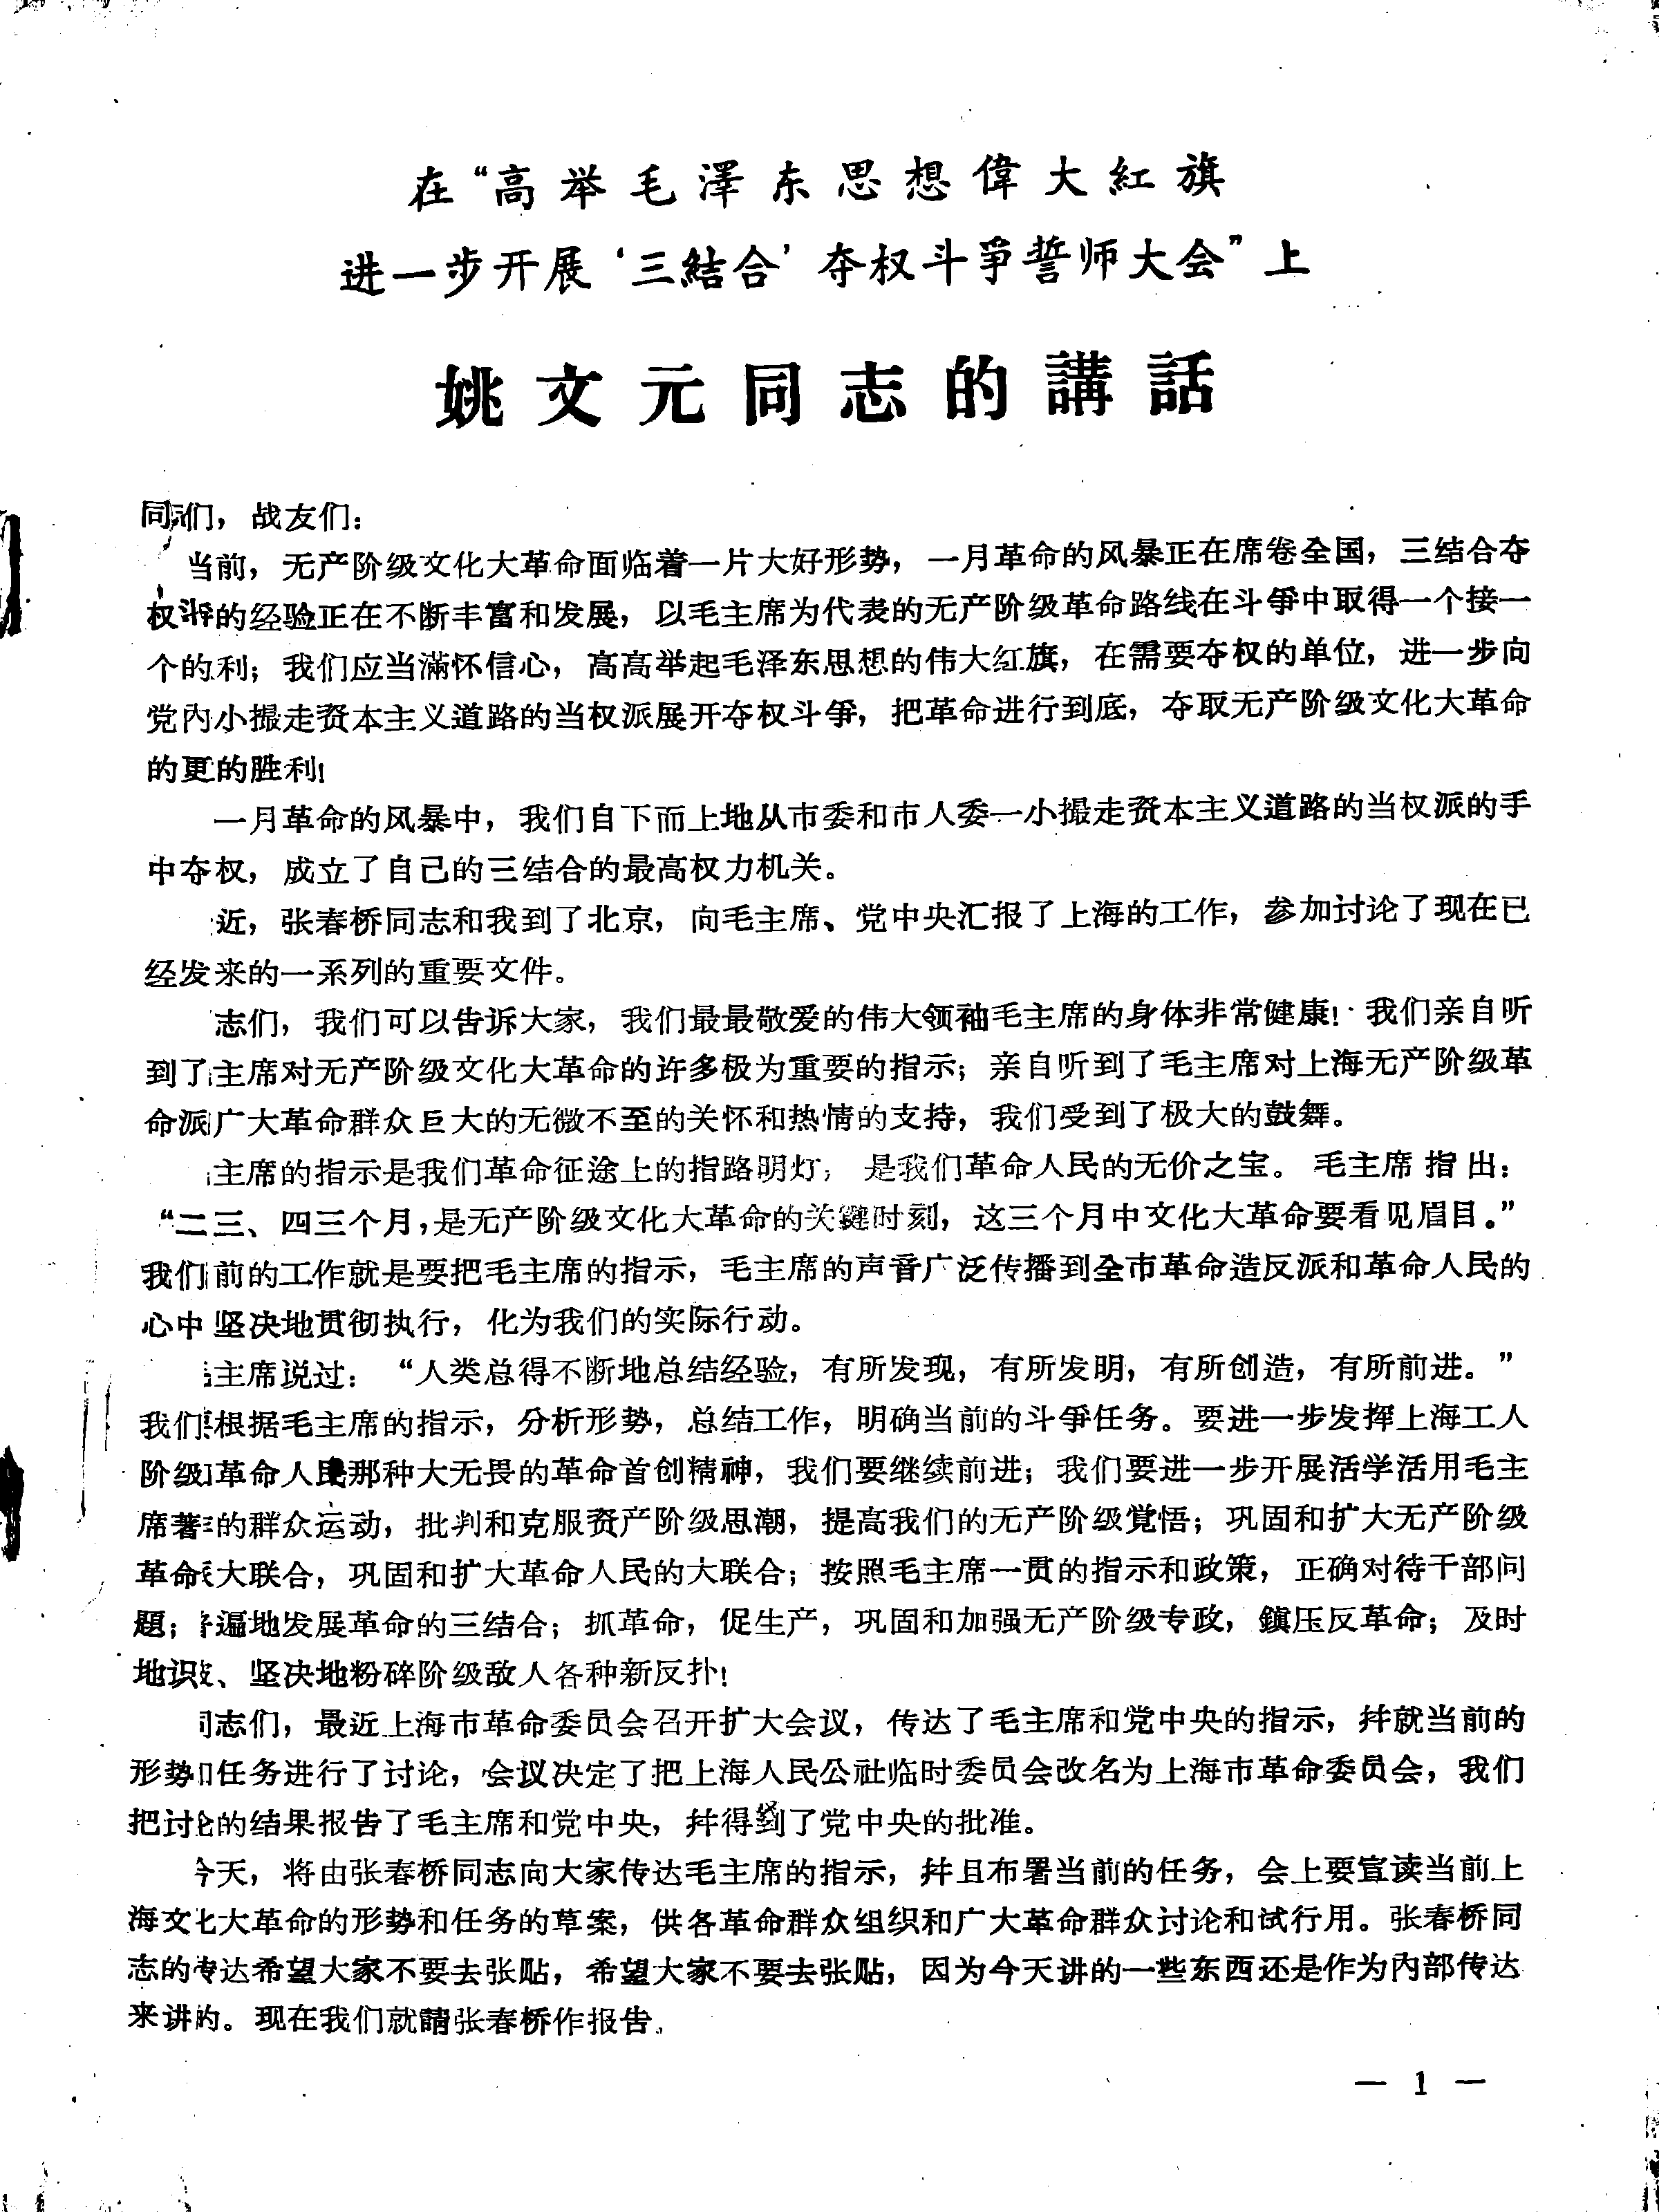 在“高举毛澤东思想偉大紅旗
进一步开展‘三結合’夺权斗爭誓师大会”上
姚文元同志的講話
同们，战友们：
当前，无产阶级文化大革命面临着一片大好形势，一月革命的风暴正在席卷全国，三结合夺
权斗的经验正在不断丰富和发展，以毛主席为代表的无产阶级革命路线在斗爭中取得一个接一
个的利；我们应当滿怀信心，高高举起毛泽东思想的伟大红旗，在需要夺权的单位，进一步向
党内小撮走资本主义道路的当权派展开夺权斗爭，把革命进行到底，夺取无产阶级文化大革命
的更的胜利！
一月革命的风暴中，我们自下而上地从市委和市人委一小撮走资本主义道路的当权派的手
中夺权，成立了自己的三结合的最高权力机关。
近，张春桥同志和我到了北京，向毛主席、党中央汇报了上海的工作，参加讨论了现在已
经发来的一系列的重要文件。
志们，我们可以告诉大家，我们最最敬爱的伟大领袖毛主席的身体非常健康！我们亲自听
到了主席对无产阶级文化大革命的许多极为重要的指示；亲自听到了毛主席对上海无产阶级革
命派广大革命群众巨大的无微不至的关怀和热情的支持，我们受到了极大的鼓舞。
主席的指示是我们革命征途上的指路明灯，是我们革命人民的无价之宝。毛主席指出：
“二三、四三个月，是无产阶级文化大革命的关鍵时刻，这三个月中文化大革命要看见眉目。”
我们前的工作就是要把毛主席的指示，毛主席的声音广泛传播到全市革命造反派和革命人民的
心中坚决地贯彻执行，化为我们的实际行动。
主席说过：“人类总得不断地总结经验，有所发现，有所发明，有所创造，有所前进。”
我们根据毛主席的指示，分析形势，总结工作，明确当前的斗爭任务。要进一步发挥上海工人
阶级革命人民那种大无畏的革命首创精神，我们要继续前进；我们要进一步开展活学活用毛主
席著的群众运动，批判和克服资产阶级思潮，提高我们的无产阶级覚悟；巩固和扩大无产阶级
革命大联合，巩固和扩大革命人民的大联合；按照毛主席一贯的指示和政策，正确对待干部问
題；遍地发展革命的三结合；抓革命，促生产，巩固和加强无产阶级专政，鎮压反革命；及时
地识、坚决地粉碎阶级敌人各种新反扑！
同志们，最近上海市革命委员会召开扩大会议，传达了毛主席和党中央的指示，幷就当前的
形势任务进行了讨论，会议决定了把上海人民公社临时委员会改名为上海市革命委员会，我们
把讨论的结果报告了毛主席和党中央，幷得到了党中央的批准。
今天，将由张春桥同志向大家传达毛主席的指示，幷且布署当前的任务，会上要宣读当前上
海文化大革命的形势和任务的草案，供各革命群众组织和广大革命群众讨论和试行用。张春桥同
志的传达希望大家不要去张贴，希望大家不要去张贴，因为今天讲的一些东西还是作为内部传达
来讲的。现在我们就請张春桥作报告。
— 1 —